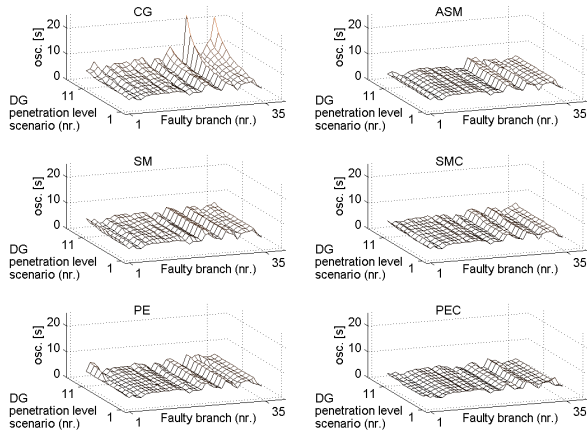 CG
osc. [s]
20
10
0
DG
penetration level
scenario (nr.)
11
1
1
Faulty branch (nr.)
35
ASM
osc. [s]
20
10
0
DG
penetration level
scenario (nr.)
11
1
1
Faulty branch (nr.)
35
SM
osc. [s]
20
10
0
DG
penetration level
scenario (nr.)
11
1
1
Faulty branch (nr.)
35
SMC
osc. [s]
20
10
0
DG
penetration level
scenario (nr.)
11
1
1
Faulty branch (nr.)
35
PE
osc. [s]
20
10
0
DG
penetration level
scenario (nr.)
11
1
1
Faulty branch (nr.)
35
PEC
osc. [s]
20
10
0
DG
penetration level
scenario (nr.)
11
1
1
Faulty branch (nr.)
35